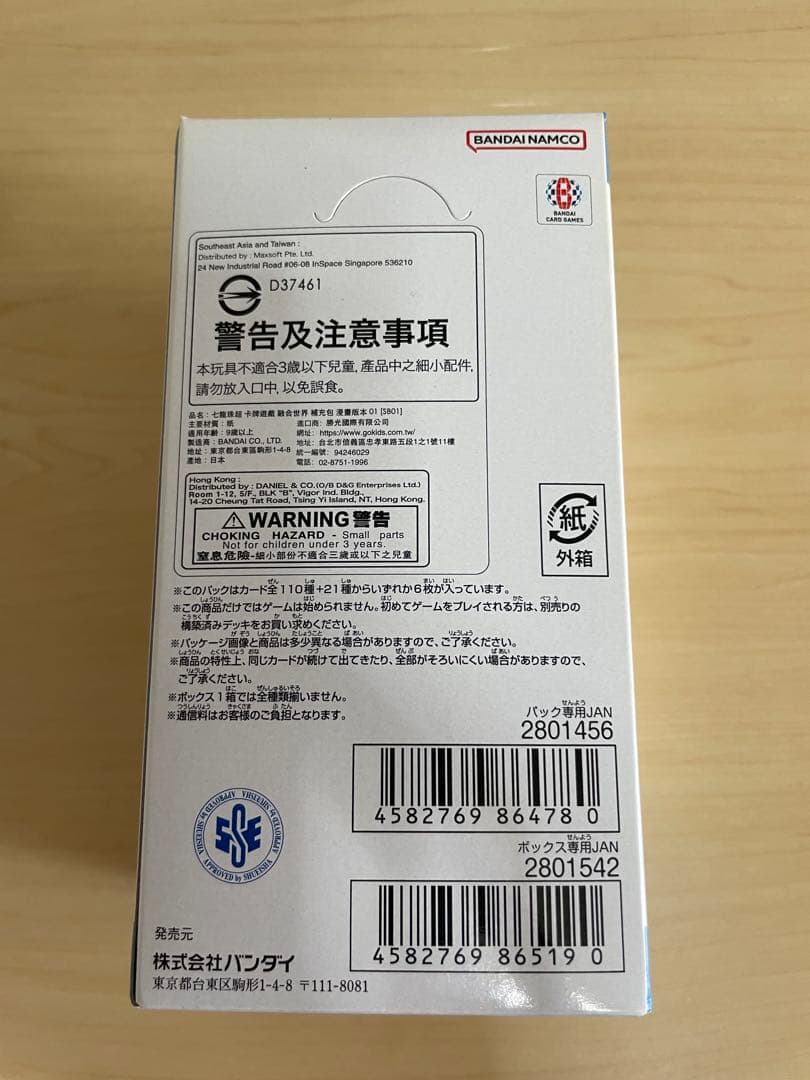 BANDAI NAMCO
BANDAI
CARD GAMES
Southeast Asia and Taiwan :
Distributed by : Maxsoft Pte. Ltd.
24 New Industrial Road #06-08 InSpace Singapore 536210
D37461
警告及注意事項
本玩具不適合3歲以下兒童, 產品中之細小配件,
請勿放入口中, 以免誤食。
品名: 七龍珠超 卡牌遊戲 融合世界 補充包 漫畫版本 01 [SB01]
主要材質: 紙 進口商: 勝光國際有限公司
適用年齡: 9歲以上 網址: https://www.gokids.com.tw/
製造商: BANDAI CO., LTD. 地址: 台北市信義區忠孝東路五段1之1號11樓
地址: 東京都台東區駒形1-4-8 統一編號: 94246029
產地: 日本 電話: 02-8751-1996
Hong Kong :
Distributed by : DANIEL & CO.(O/B D&G Enterprises Ltd.)
Room 1-12, 5/F., BLK "B", Vigor Ind. Bldg.,
14-20 Cheung Tat Road, Tsing Yi Island, NT, Hong Kong.
⚠WARNING 警告
CHOKING HAZARD - Small parts
Not for children under 3 years.
窒息危險-細小部份不適合三歲或以下之兒童
紙
外箱
※このパックはカード全110種+21種からいずれか6枚が入っています。
※この商品だけではゲームは始められません。初めてゲームをプレイされる方は、別売りの
構築済みデッキをお買い求めください。
※パッケージ画像と商品は多少異なる場合がありますので、ご了承ください。
※商品の特性上、同じカードが続けて出てきたり、全部がそろいにくい場合がありますので、
ご了承ください。
※ボックス1箱では全種類揃いません。
※通信料はお客様のご負担となります。
パック専用JAN
2801456
4582769 864780
ボックス専用JAN
2801542
4582769 865190
APPROVED by SHUEISHA APPROVED by SHUEISHA APPROVED by SHUEISHA
発売元
株式会社バンダイ
東京都台東区駒形1-4-8 〒111-8081